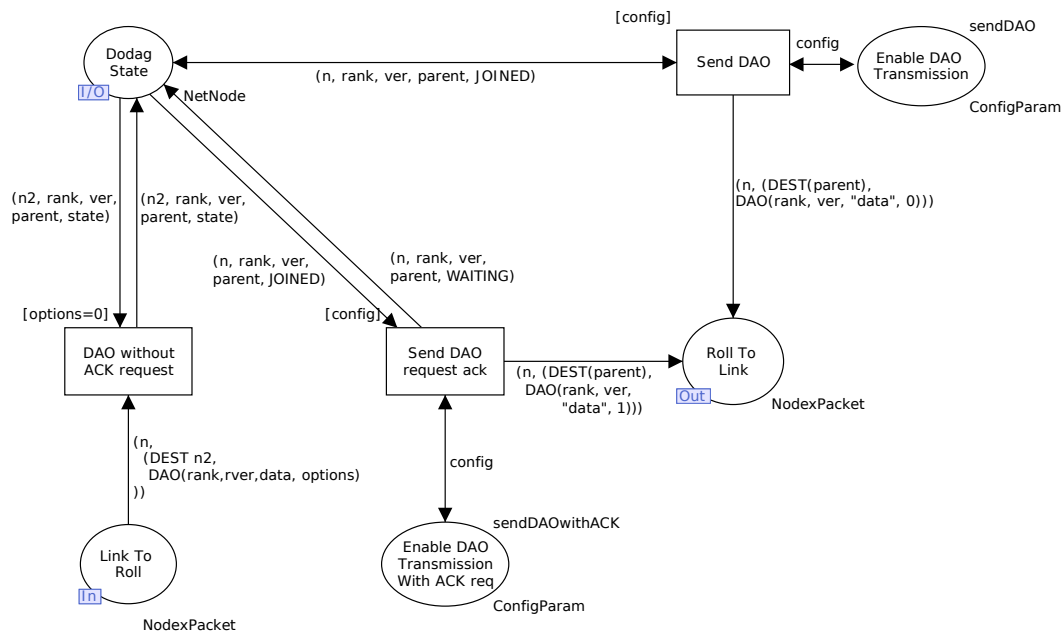 [config]
sendDAO
Dodag
State
I/O
NetNode
(n, rank, ver, parent, JOINED)
Send DAO
config
Enable DAO
Transmission
ConfigParam
(n2, rank, ver,
parent, state)
(n2, rank, ver,
parent, state)
(n, (DEST(parent),
DAO(rank, ver, "data", 0)))
(n, rank, ver,
parent, JOINED)
(n, rank, ver,
parent, WAITING)
[options=0]
DAO without
ACK request
[config]
Send DAO
request ack
(n, (DEST(parent),
DAO(rank, ver,
"data", 1)))
Roll To
Link
Out
NodexPacket
(n,
(DEST n2,
DAO(rank,rver,data, options)
))
config
sendDAOwithACK
Enable DAO
Transmission
With ACK req
ConfigParam
Link To
Roll
In
NodexPacket